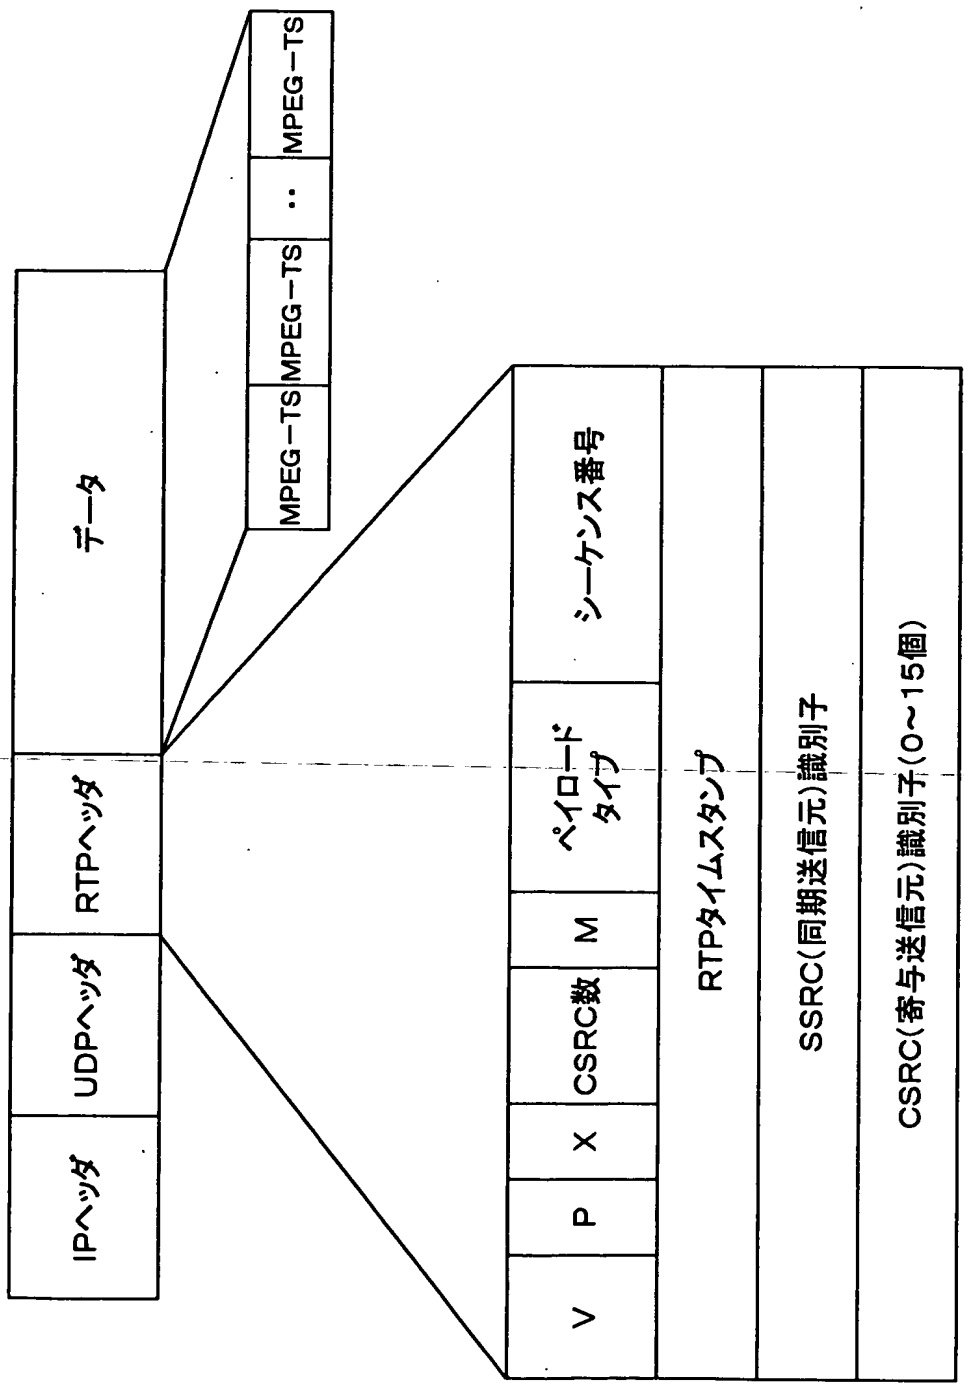 IPヘッダ
UDPヘッダ
RTPヘッダ
データ
MPEG-TS
MPEG-TS
‥
MPEG-TS
V
P
X
CSRC数
M
ペイロード
タイプ
シーケンス番号
RTPタイムスタンプ
SSRC(同期送信元)識別子
CSRC(寄与送信元)識別子(0～15個)